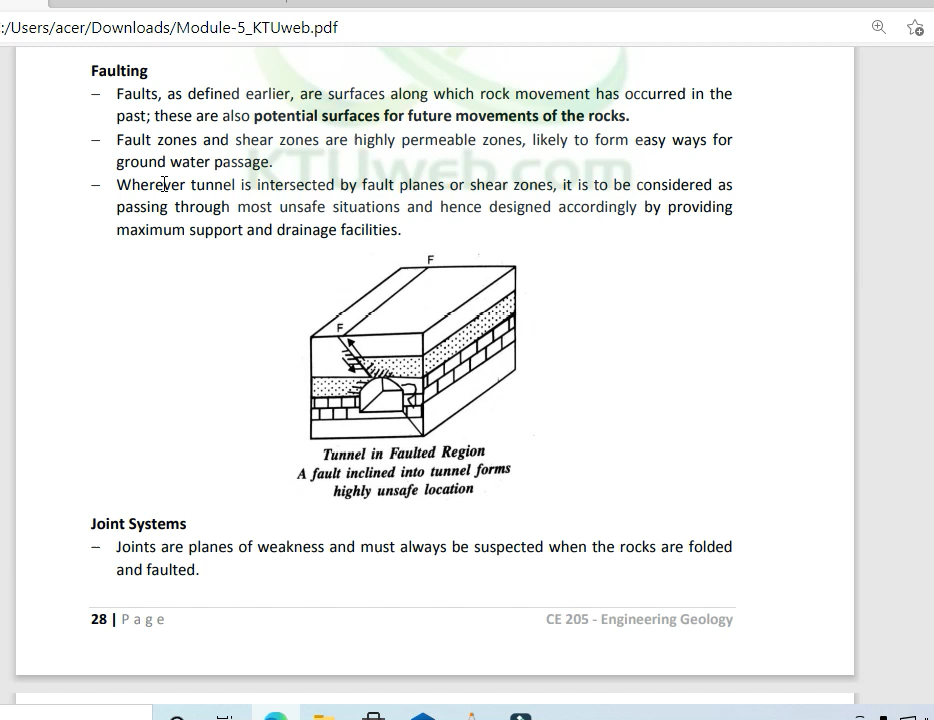 :/Users/acer/Downloads/Module-5_KTUweb.pdf
Faulting
– Faults, as defined earlier, are surfaces along which rock movement has occurred in the
past; these are also potential surfaces for future movements of the rocks.
– Fault zones and shear zones are highly permeable zones, likely to form easy ways for
ground water passage.
KTUweb.com
– Wherever tunnel is intersected by fault planes or shear zones, it is to be considered as
passing through most unsafe situations and hence designed accordingly by providing
maximum support and drainage facilities.
F
F
Tunnel in Faulted Region
A fault inclined into tunnel forms
highly unsafe location
Joint Systems
– Joints are planes of weakness and must always be suspected when the rocks are folded
and faulted.
28 | P a g e
CE 205 - Engineering Geology